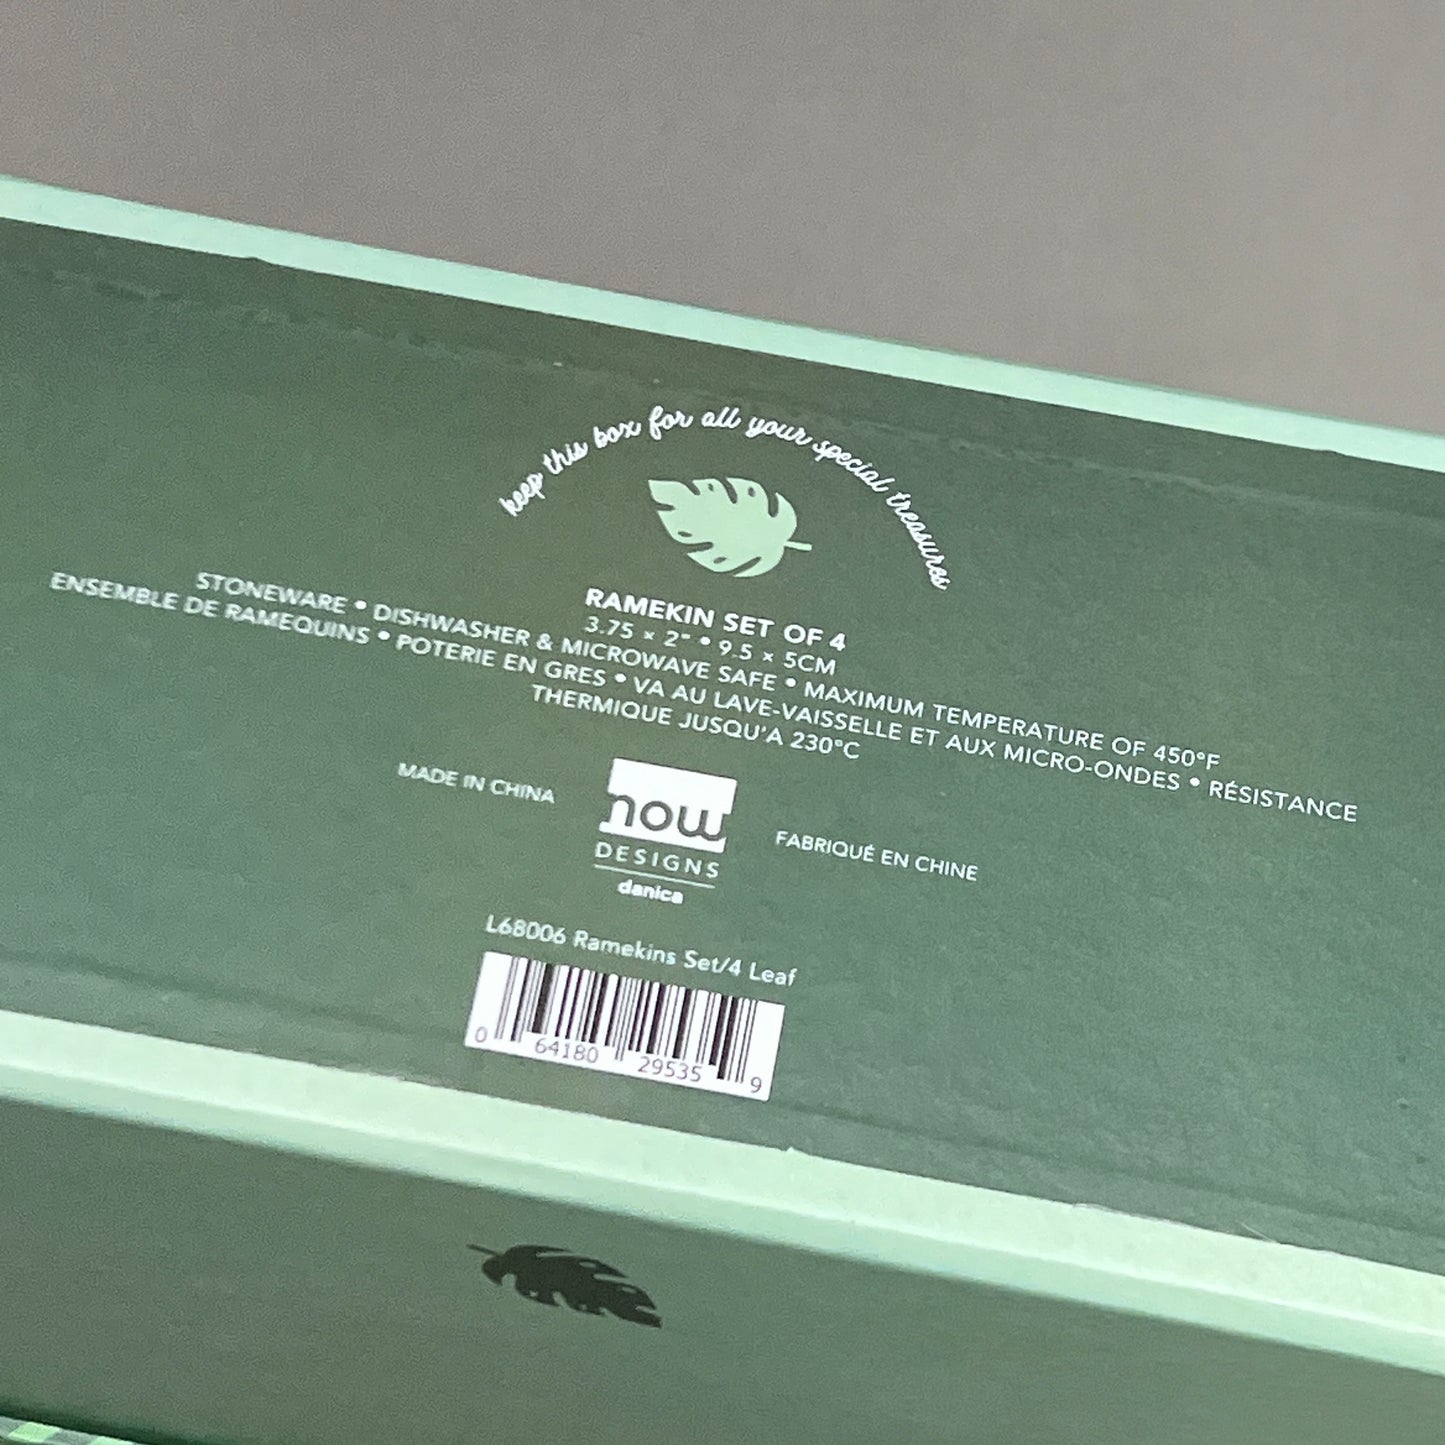 keep this box for all your special treasures
RAMEKIN SET OF 4
3.75 × 2" • 9.5 × 5CM
STONEWARE • DISHWASHER & MICROWAVE SAFE • MAXIMUM TEMPERATURE OF 450°F
ENSEMBLE DE RAMEQUINS • POTERIE EN GRES • VA AU LAVE-VAISSELLE ET AUX MICRO-ONDES • RÉSISTANCE
THERMIQUE JUSQU'A 230°C
MADE IN CHINA
now
DESIGNS
danica
FABRIQUÉ EN CHINE
L68006 Ramekins Set/4 Leaf
0 64180 29535 9